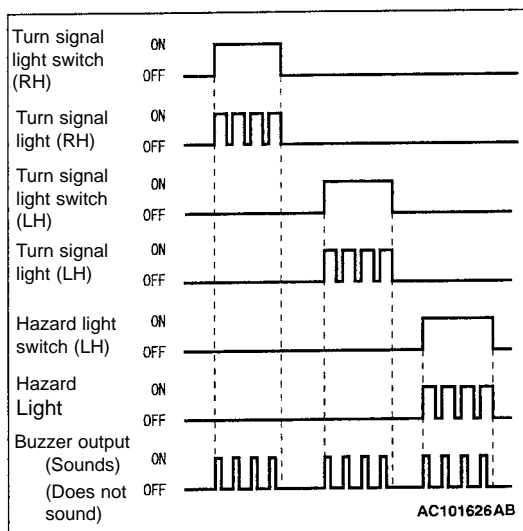 Turn signal
light switch
(RH)
ON
OFF
Turn signal
light (RH)
ON
OFF
Turn signal
light switch
(LH)
ON
OFF
Turn signal
light (LH)
ON
OFF
Hazard light
switch (LH)
ON
OFF
Hazard
Light
ON
OFF
Buzzer output
(Sounds)
(Does not
sound)
ON
OFF
AC101626AB